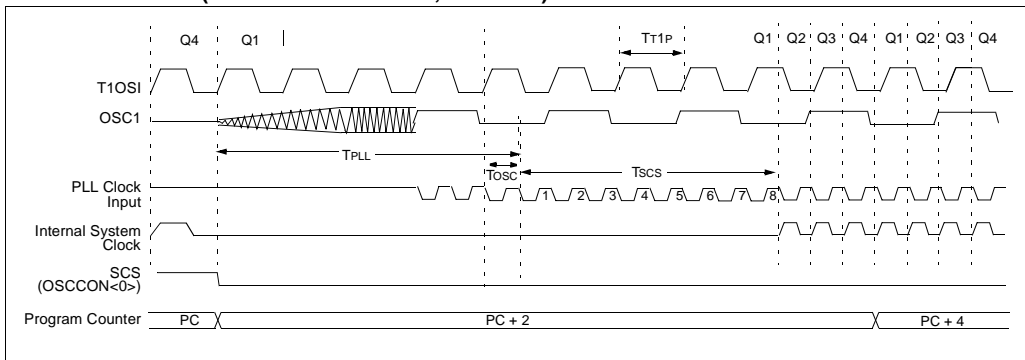 Q4 Q1 TT1P Q1 Q2 Q3 Q4 Q1 Q2 Q3 Q4
T1OSI
OSC1
TPLL
TOSC TSCS
PLL Clock
Input
1 2 3 4 5 6 7 8
Internal System
Clock
SCS
(OSCCON<0>)
Program Counter PC PC + 2 PC + 4